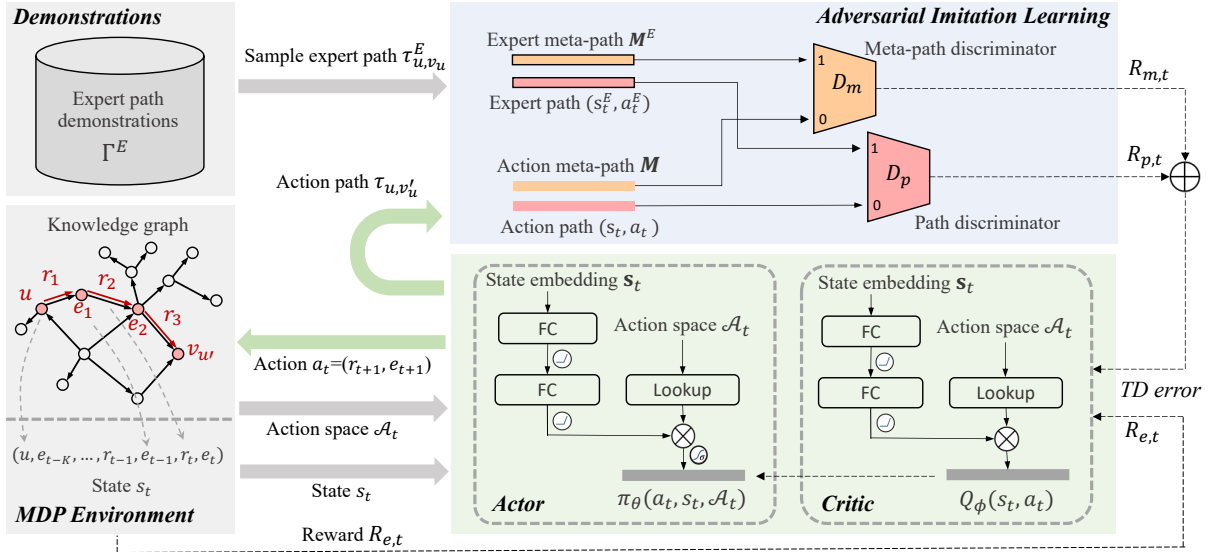 Demonstrations
Expert path
demonstrations
Γ^E
Sample expert path τ^E_{u,v_u}
Action path τ_{u,v'_u}
Adversarial Imitation Learning
Expert meta-path M^E
Expert path (s_t^E, a_t^E)
Action meta-path M
Action path (s_t, a_t)
Meta-path discriminator
1
D_m
0
1
D_p
0
Path discriminator
R_{m,t}
R_{p,t}
Knowledge graph
r_1
r_2
u
e_1
e_2
r_3
v_{u'}
(u, e_{t-K}, ..., r_{t-1}, e_{t-1}, r_t, e_t)
State s_t
MDP Environment
Action a_t=(r_{t+1}, e_{t+1})
Action space 𝒜_t
State s_t
Reward R_{e,t}
State embedding s_t
FC
Action space 𝒜_t
FC
Lookup
σ
π_θ(a_t, s_t, 𝒜_t)
Actor
State embedding s_t
FC
Action space 𝒜_t
FC
Lookup
Q_ϕ(s_t, a_t)
Critic
TD error
R_{e,t}